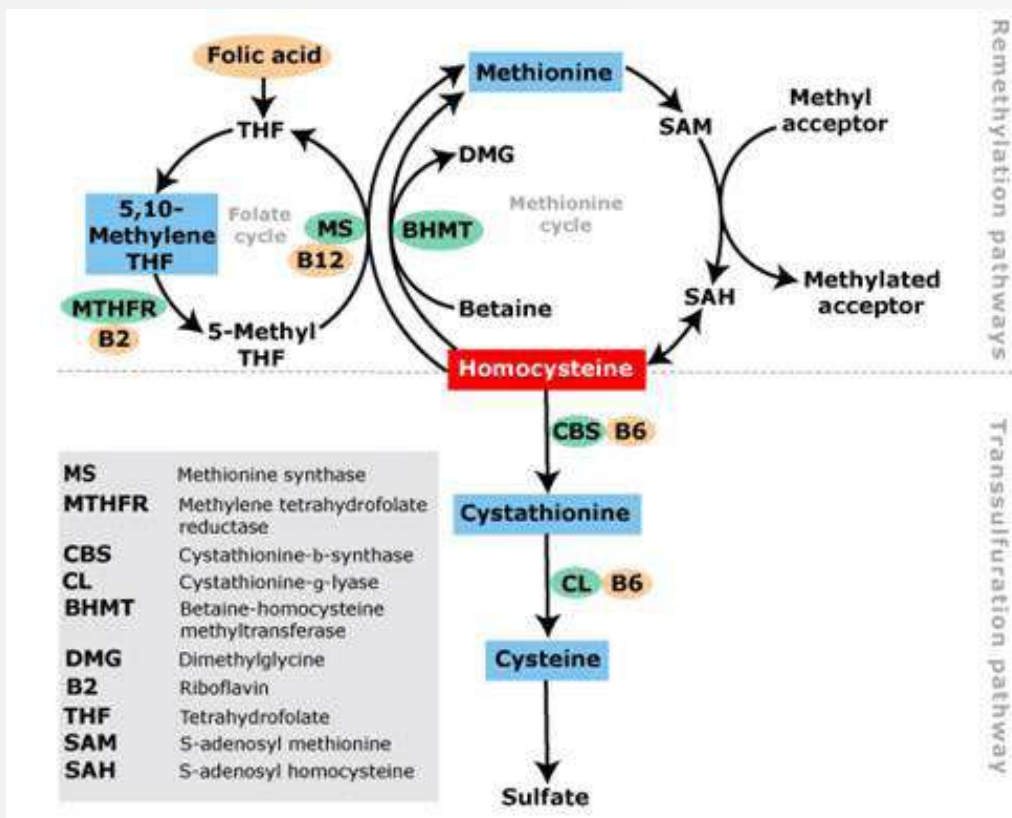 Folic acid
THF
5,10-
Methylene
THF
MTHFR
B2
5-Methyl
THF
Folate
cycle
MS
B12
BHMT
Methionine
DMG
Methionine
cycle
Betaine
SAM
Methyl
acceptor
SAH
Methylated
acceptor
Homocysteine
Remethylation pathways
CBS B6
Cystathionine
CL B6
Cysteine
Sulfate
Transsulfuration pathway
MS Methionine synthase
MTHFR Methylene tetrahydrofolate
reductase
CBS Cystathionine-b-synthase
CL Cystathionine-g-lyase
BHMT Betaine-homocysteine
methyltransferase
DMG Dimethylglycine
B2 Riboflavin
THF Tetrahydrofolate
SAM S-adenosyl methionine
SAH S-adenosyl homocysteine